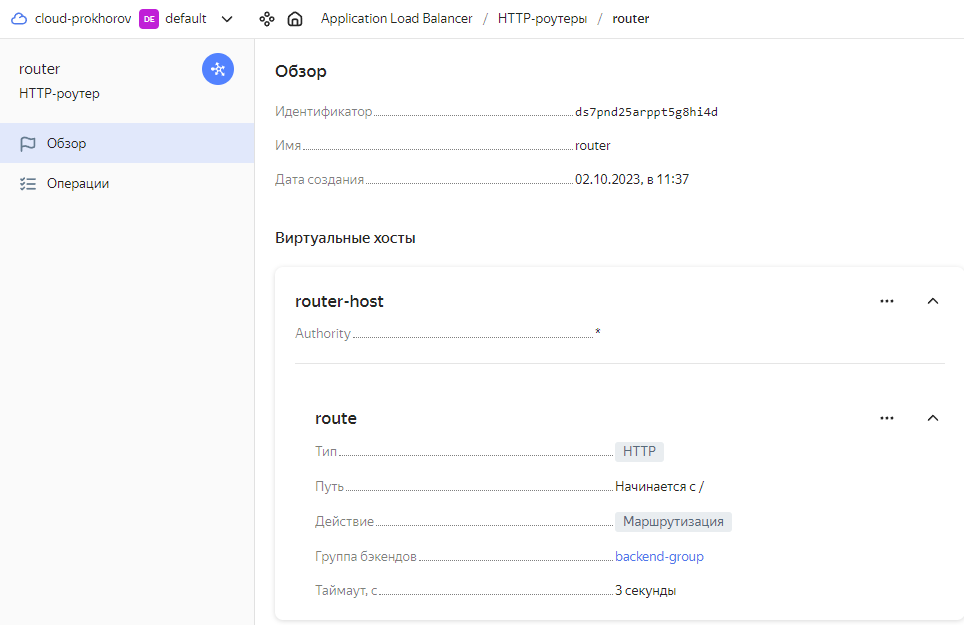 cloud-prokhorov DE default Application Load Balancer / HTTP-роутеры / router
router
HTTP-роутер
Обзор
Операции
Обзор
Идентификатор ds7pnd25arppt5g8hi4d
Имя router
Дата создания 02.10.2023, в 11:37
Виртуальные хосты
router-host
Authority *
route
Тип HTTP
Путь Начинается с /
Действие Маршрутизация
Группа бэкендов backend-group
Таймаут, с 3 секунды